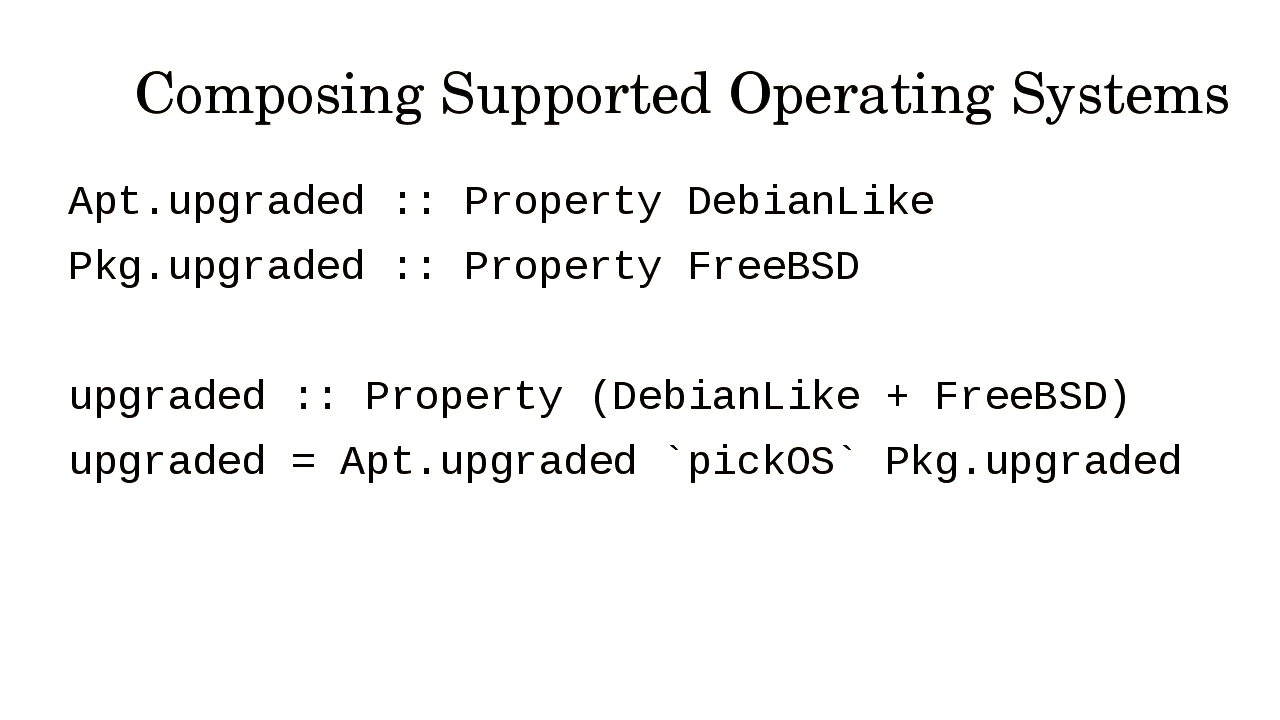 Composing Supported Operating Systems
Apt.upgraded :: Property DebianLike
Pkg.upgraded :: Property FreeBSD
upgraded :: Property (DebianLike + FreeBSD)
upgraded = Apt.upgraded `pickOS` Pkg.upgraded